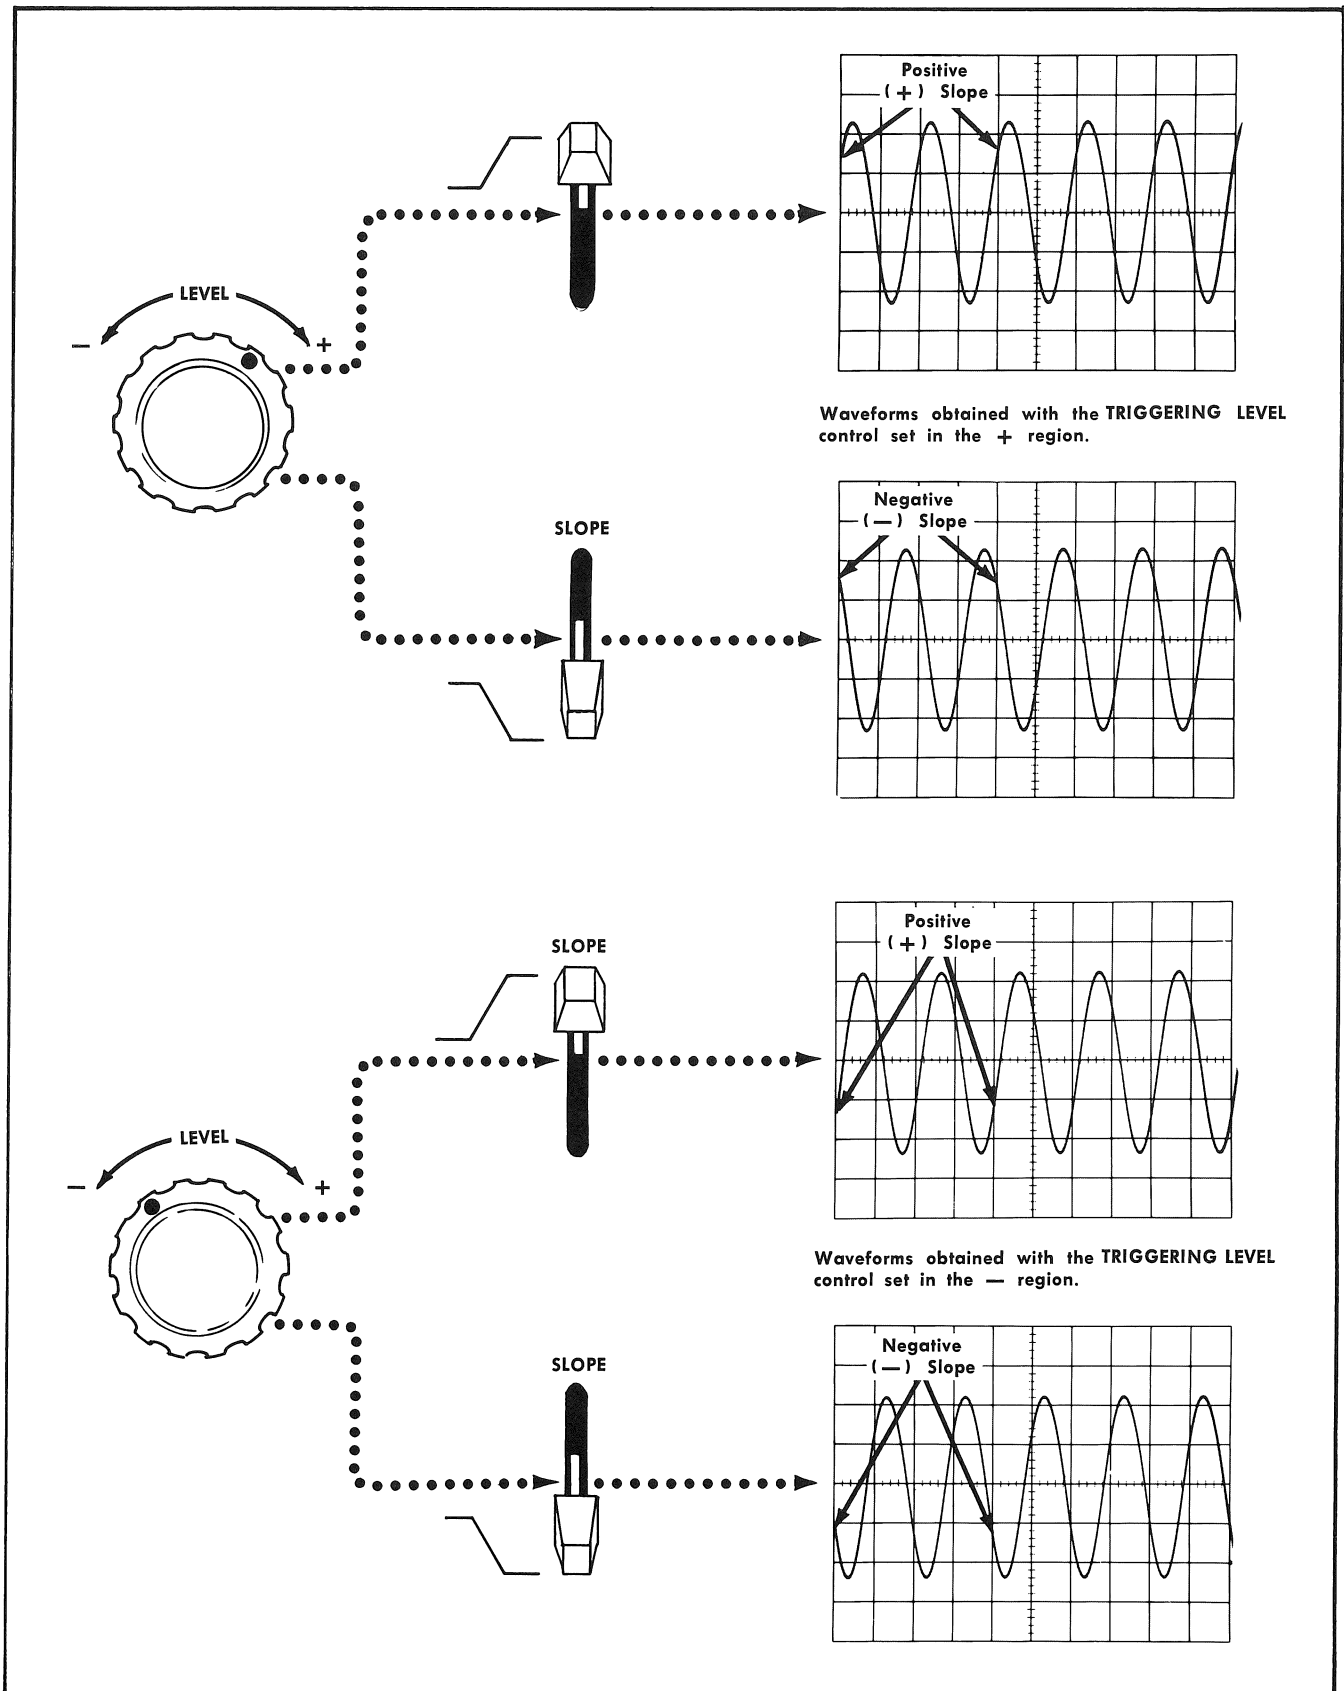 Positive
( + ) Slope
LEVEL
− +
Waveforms obtained with the TRIGGERING LEVEL
control set in the + region.
SLOPE
Negative
( — ) Slope
SLOPE
Positive
( + ) Slope
LEVEL
− +
Waveforms obtained with the TRIGGERING LEVEL
control set in the — region.
SLOPE
Negative
( — ) Slope